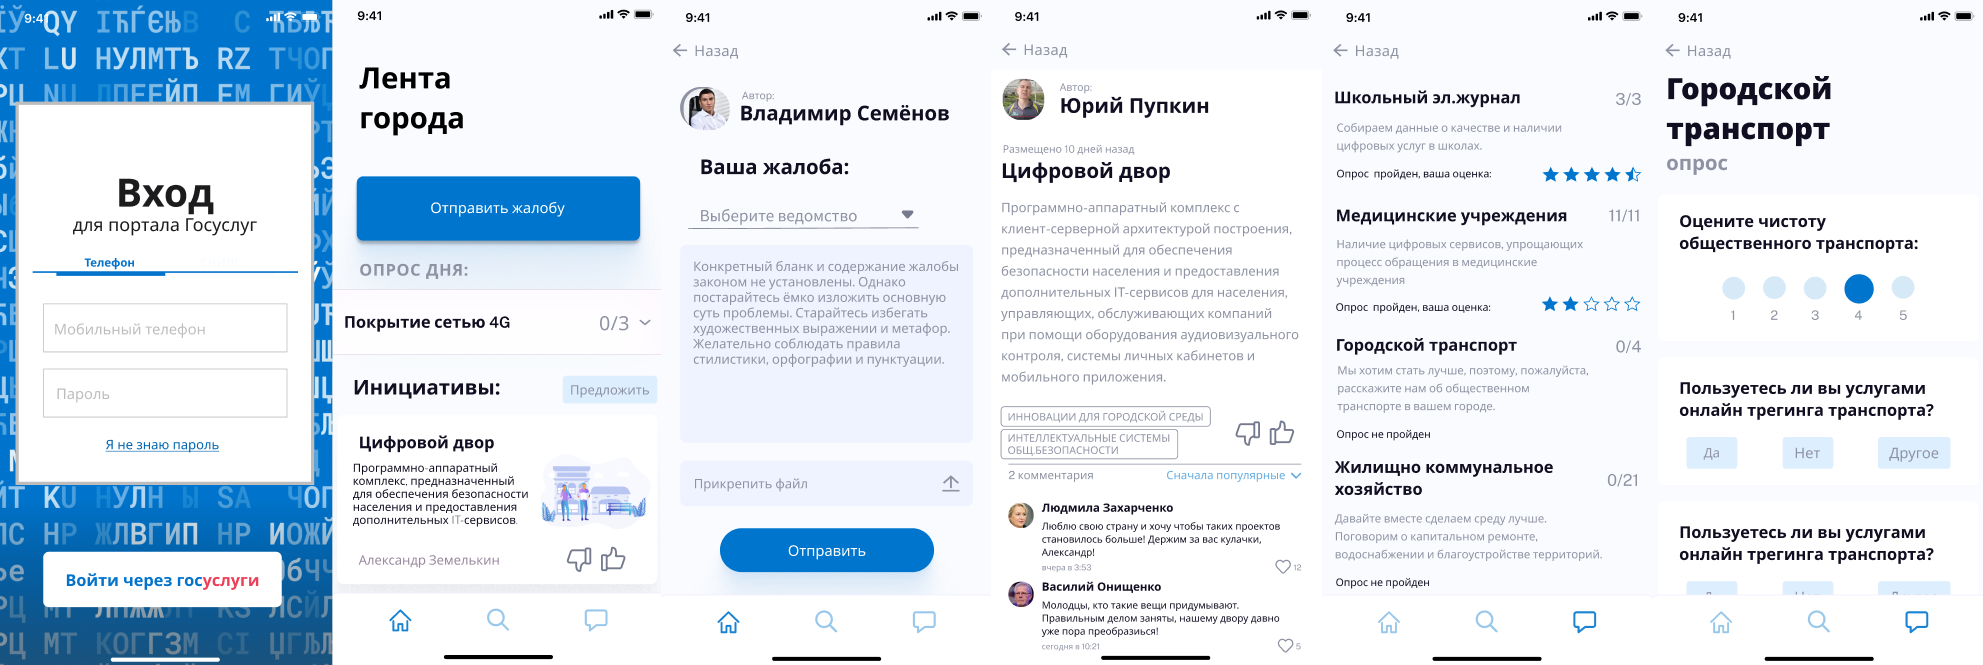 9:41
Вход
для портала Госуслуг
Телефон
Мобильный телефон
Пароль
Я не знаю пароль
Войти через госуслуги
9:41
Лента
города
Отправить жалобу
ОПРОС ДНЯ:
Покрытие сетью 4G
0/3
Инициативы:
Предложить
Цифровой двор
Программно-аппаратный
комплекс, предназначенный
для обеспечения безопасности
населения и предоставления
дополнительных IT-сервисов.
Александр Земелькин
9:41
Назад
Автор:
Владимир Семёнов
Ваша жалоба:
Выберите ведомство
Конкретный бланк и содержание жалобы
законом не установлены. Однако
постарайтесь ёмко изложить основную
суть проблемы. Старайтесь избегать
художественных выражении и метафор.
Желательно соблюдать правила
стилистики, орфографии и пунктуации.
Прикрепить файл
Отправить
9:41
Назад
Автор:
Юрий Пупкин
Размещено 10 дней назад
Цифровой двор
Программно-аппаратный комплекс с
клиент-серверной архитектурой построения,
предназначенный для обеспечения
безопасности населения и предоставления
дополнительных IT-сервисов для населения,
управляющих, обслуживающих компаний
при помощи оборудования аудиовизуального
контроля, системы личных кабинетов и
мобильного приложения.
ИННОВАЦИИ ДЛЯ ГОРОДСКОЙ СРЕДЫ
ИНТЕЛЛЕКТУАЛЬНЫЕ СИСТЕМЫ
ОБЩ.БЕЗОПАСНОСТИ
2 комментария
Сначала популярные
Людмила Захарченко
Люблю свою страну и хочу чтобы таких проектов
становилось больше! Держим за вас кулачки,
Александр!
вчера в 3:53
12
Василий Онищенко
Молодцы, кто такие вещи придумывают.
Правильным делом заняты, нашему двору давно
уже пора преобразиься!
сегодня в 10:21
5
9:41
Назад
Школьный эл.журнал
3/3
Собираем данные о качестве и наличии
цифровых услуг в школах.
Опрос пройден, ваша оценка:
Медицинские учреждения
11/11
Наличие цифровых сервисов, упрощающих
процесс обращения в медицинские
учреждения
Опрос пройден, ваша оценка:
Городской транспорт
0/4
Мы хотим стать лучше, поэтому, пожалуйста,
расскажите нам об общественном
транспорте в вашем городе.
Опрос не пройден
Жилищно коммунальное
хозяйство
0/21
Давайте вместе сделаем среду лучше.
Поговорим о капитальном ремонте,
водоснабжении и благоустройстве территорий.
Опрос не пройден
9:41
Назад
Городской
транспорт
опрос
Оцените чистоту
общественного транспорта:
1 2 3 4 5
Пользуетесь ли вы услугами
онлайн трегинга транспорта?
Да Нет Другое
Пользуетесь ли вы услугами
онлайн трегинга транспорта?